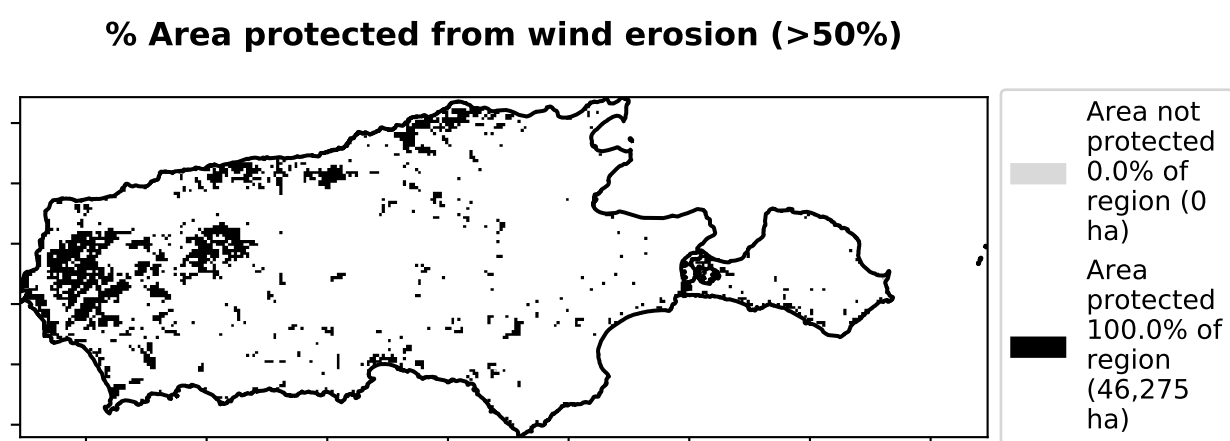 % Area protected from wind erosion (>50%)
Area not
protected
0.0% of
region (0
ha)
Area
protected
100.0% of
region
(46,275
ha)